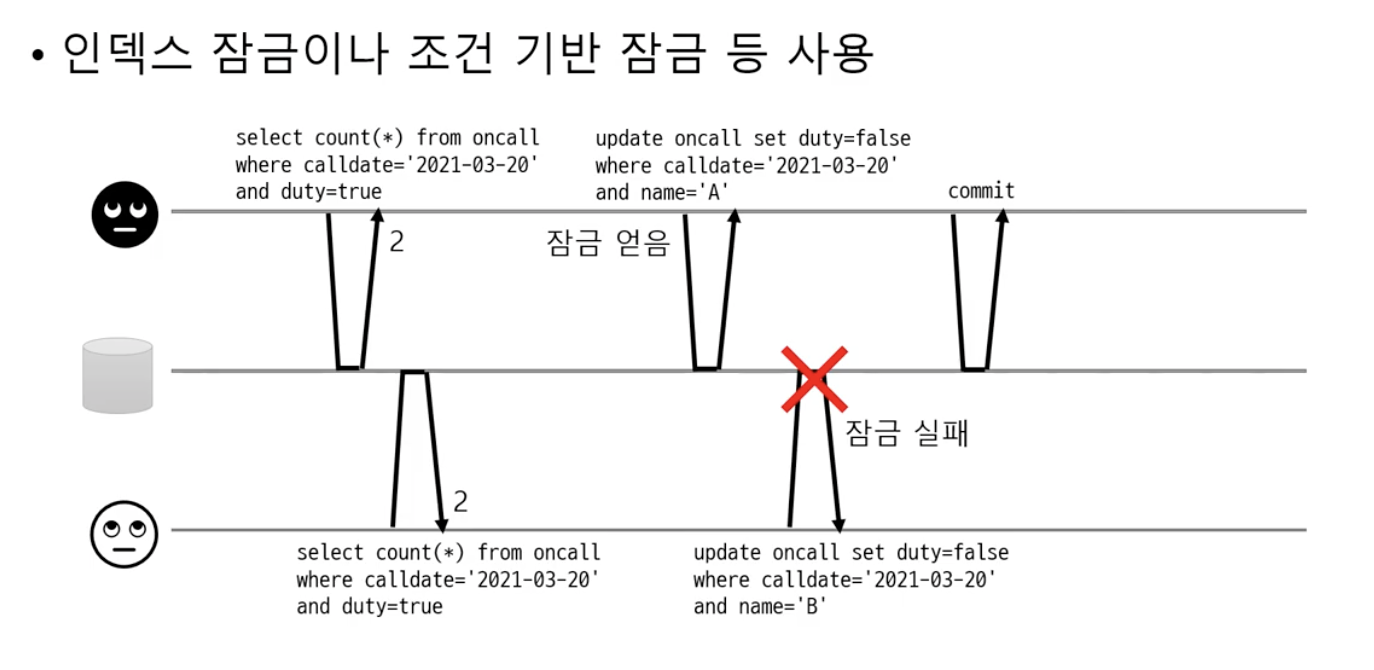 • 인덱스 잠금이나 조건 기반 잠금 등 사용
select count(*) from oncall
where calldate='2021-03-20'
and duty=true
update oncall set duty=false
where calldate='2021-03-20'
and name='A'
commit
2
잠금 얻음
잠금 실패
2
select count(*) from oncall
where calldate='2021-03-20'
and duty=true
update oncall set duty=false
where calldate='2021-03-20'
and name='B'